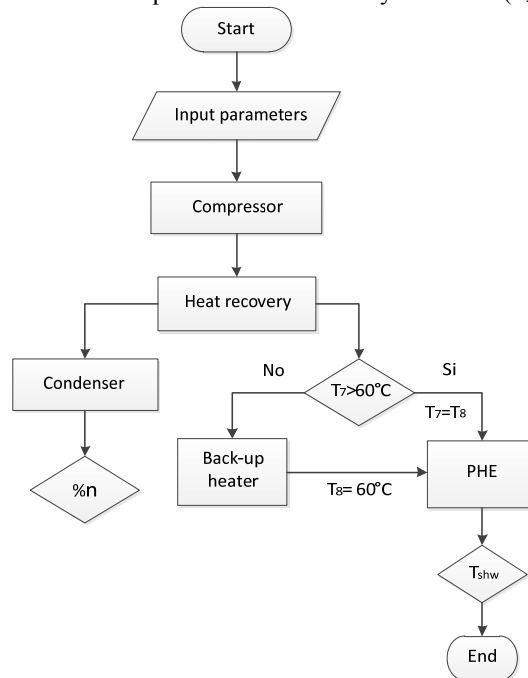 Start
Input parameters
Compressor
Heat recovery
Condenser
%n
T7>60°C
No
Si
T7=T8
Back-up
heater
T8= 60°C
PHE
Tshw
End